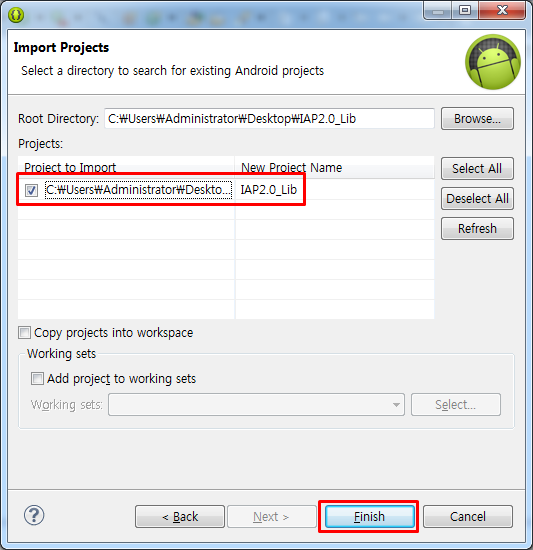 Import Projects
Select a directory to search for existing Android projects
Root Directory: C:₩Users₩Administrator₩Desktop₩IAP2.0_Lib Browse...
Projects:
Project to Import New Project Name Select All
C:₩Users₩Administrator₩Deskto... IAP2.0_Lib
Deselect All
Refresh
Copy projects into workspace
Working sets
Add project to working sets
Working sets: Select...
? < Back Next > Finish Cancel